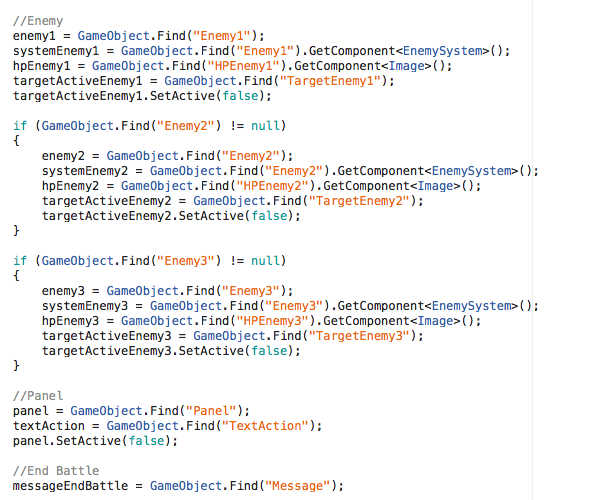 //Enemy
enemy1 = GameObject.Find("Enemy1");
systemEnemy1 = GameObject.Find("Enemy1").GetComponent<EnemySystem>();
hpEnemy1 = GameObject.Find("HPEnemy1").GetComponent<Image>();
targetActiveEnemy1 = GameObject.Find("TargetEnemy1");
targetActiveEnemy1.SetActive(false);

if (GameObject.Find("Enemy2") != null)
{
    enemy2 = GameObject.Find("Enemy2");
    systemEnemy2 = GameObject.Find("Enemy2").GetComponent<EnemySystem>();
    hpEnemy2 = GameObject.Find("HPEnemy2").GetComponent<Image>();
    targetActiveEnemy2 = GameObject.Find("TargetEnemy2");
    targetActiveEnemy2.SetActive(false);
}

if (GameObject.Find("Enemy3") != null)
{
    enemy3 = GameObject.Find("Enemy3");
    systemEnemy3 = GameObject.Find("Enemy3").GetComponent<EnemySystem>();
    hpEnemy3 = GameObject.Find("HPEnemy3").GetComponent<Image>();
    targetActiveEnemy3 = GameObject.Find("TargetEnemy3");
    targetActiveEnemy3.SetActive(false);
}

//Panel
panel = GameObject.Find("Panel");
textAction = GameObject.Find("TextAction");
panel.SetActive(false);

//End Battle
messageEndBattle = GameObject.Find("Message");